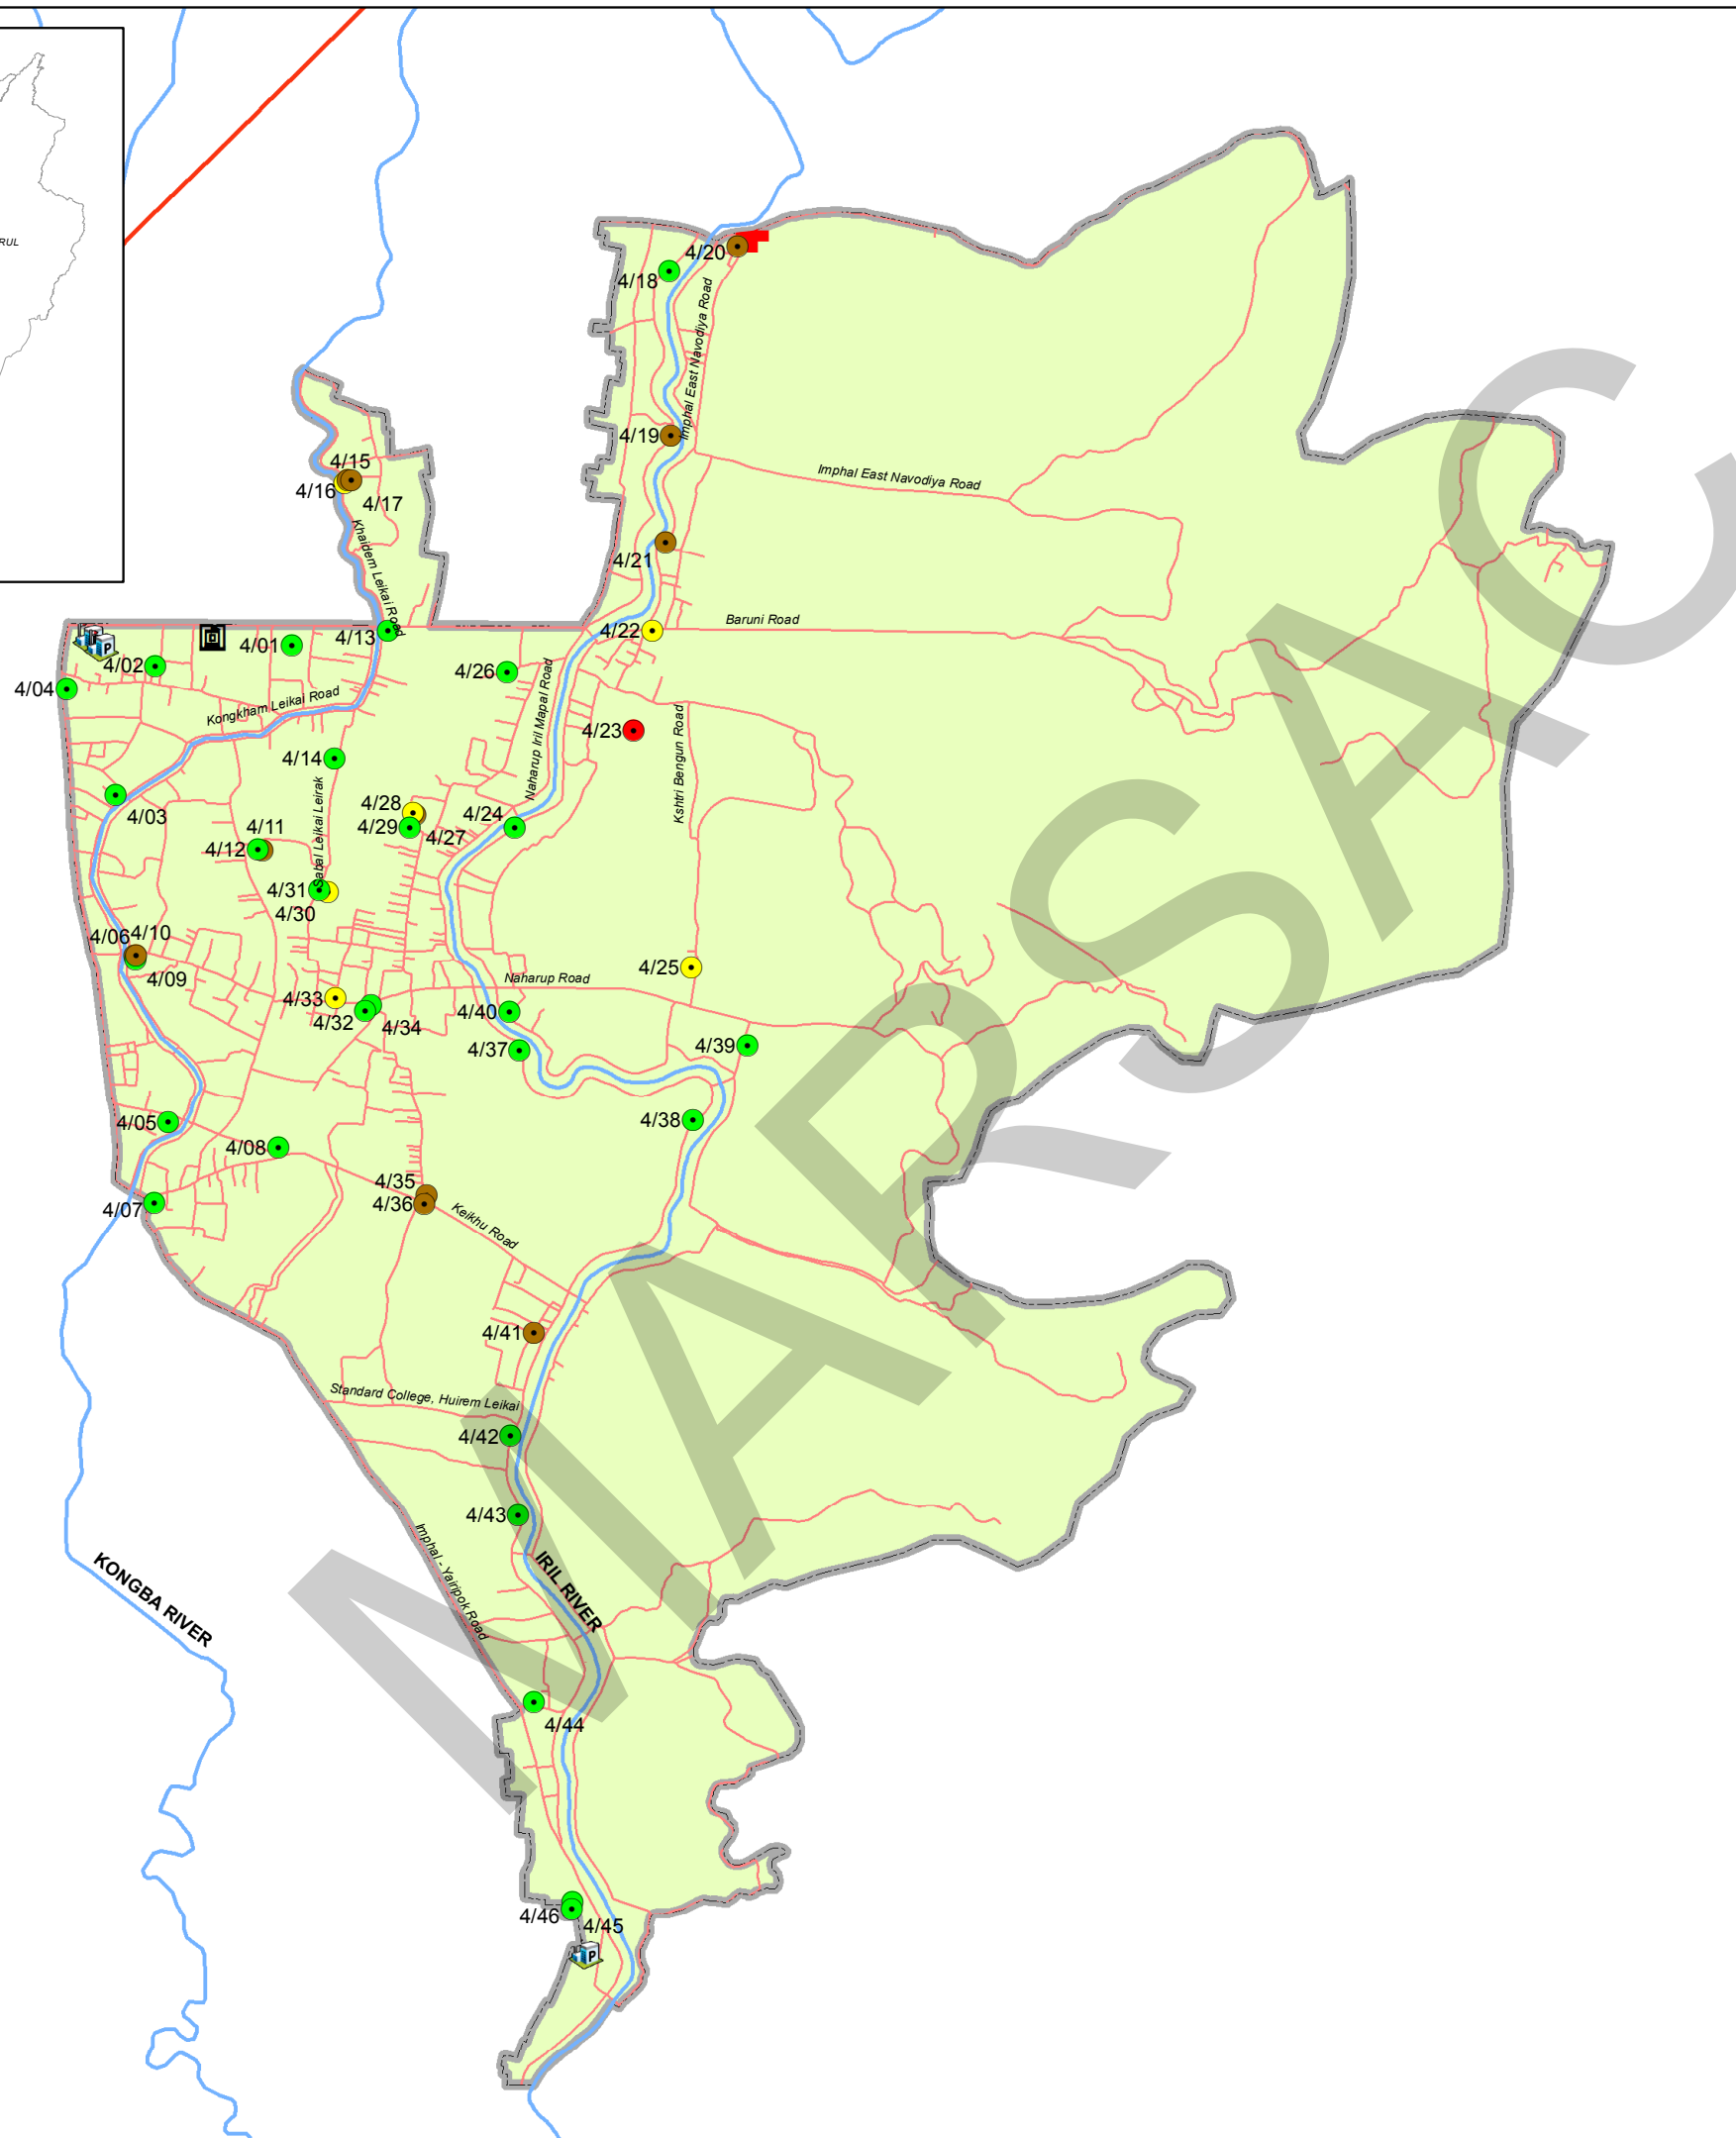 RUL
4/20
4/18
Imphal East Navodiya Road
4/19
Imphal East Navodiya Road
4/15
4/16
4/17
Khaidem Leikai Road
4/21
Baruni Road
4/22
4/13
4/01
4/02
4/26
4/04
Kongkham Leikai Road
Naharup Iril Mapal Road
4/23
Kshtri Bengun Road
4/14
Sabal Leikai Leirak
4/03
4/28
4/29
4/27
4/24
4/11
4/12
4/31
4/30
4/06
4/10
4/09
4/25
Naharup Road
4/33
4/32
4/34
4/40
4/37
4/39
4/38
4/05
4/08
4/07
4/35
4/36
Keikhu Road
4/41
Standard College, Huirem Leikai
4/42
4/43
Imphal - Yairipok Road
IRIL RIVER
KONGBA RIVER
4/44
4/46
4/45
P
P
MARSAC